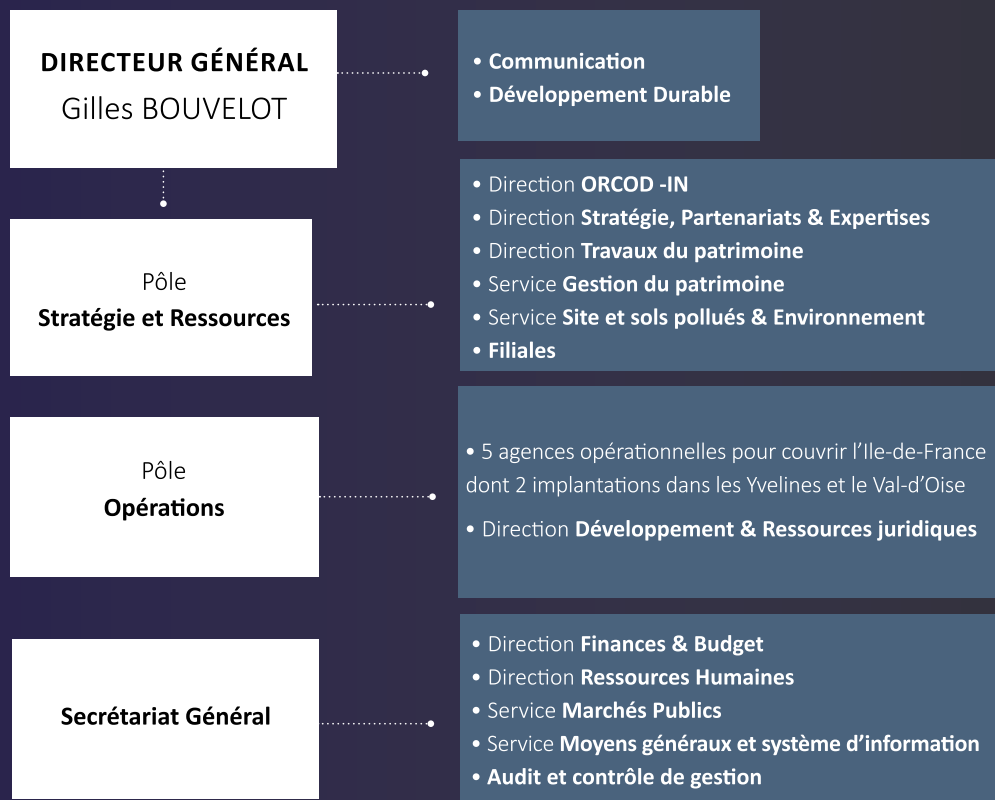 DIRECTEUR GÉNÉRAL
Gilles BOUVELOT
• Communication
• Développement Durable
Pôle
Stratégie et Ressources
• Direction ORCOD -IN
• Direction Stratégie, Partenariats & Expertises
• Direction Travaux du patrimoine
• Service Gestion du patrimoine
• Service Site et sols pollués & Environnement
• Filiales
Pôle
Opérations
• 5 agences opérationnelles pour couvrir l’Ile-de-France
dont 2 implantations dans les Yvelines et le Val-d’Oise
• Direction Développement & Ressources juridiques
Secrétariat Général
• Direction Finances & Budget
• Direction Ressources Humaines
• Service Marchés Publics
• Service Moyens généraux et système d’information
• Audit et contrôle de gestion